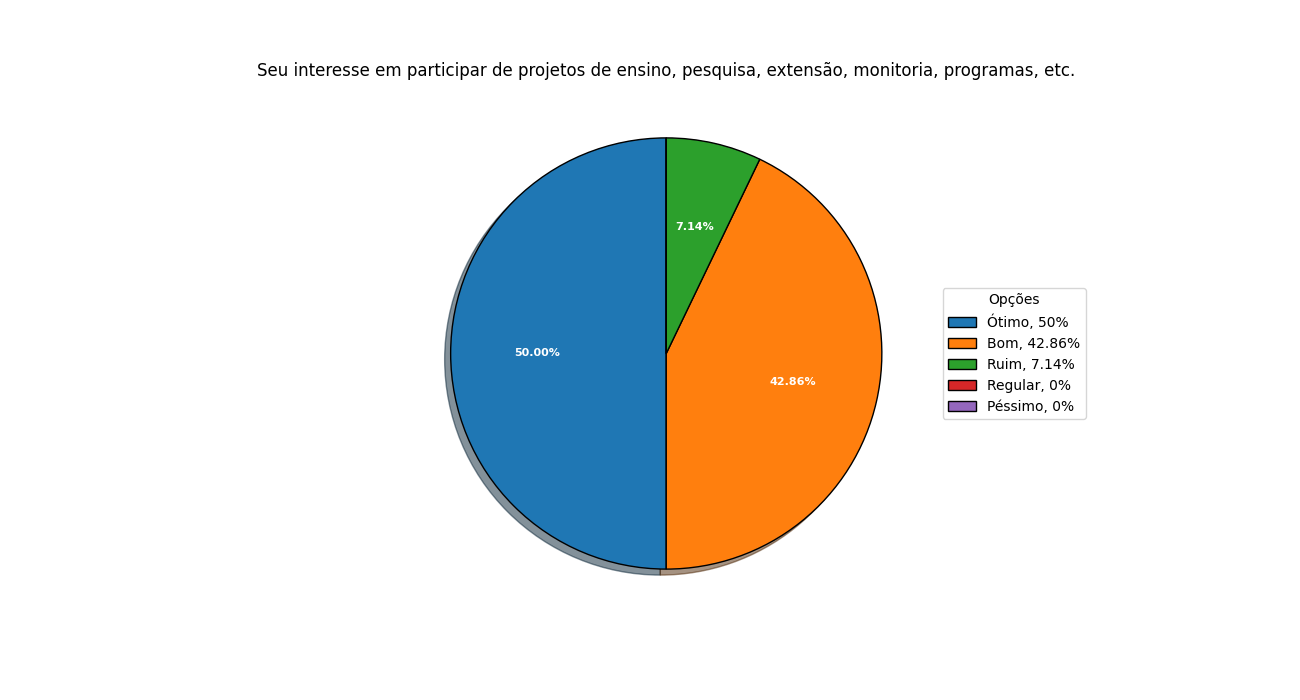 Seu interesse em participar de projetos de ensino, pesquisa, extensão, monitoria, programas, etc.
7.14%
50.00%
42.86%
Opções
Ótimo, 50%
Bom, 42.86%
Ruim, 7.14%
Regular, 0%
Péssimo, 0%